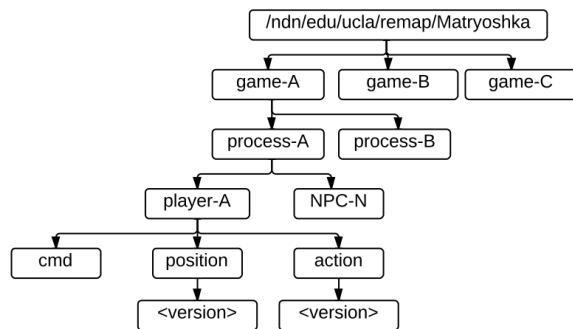 /ndn/edu/ucla/remap/Matryoshka
game-A
game-B
game-C
process-A
process-B
player-A
NPC-N
cmd
position
action
<version>
<version>